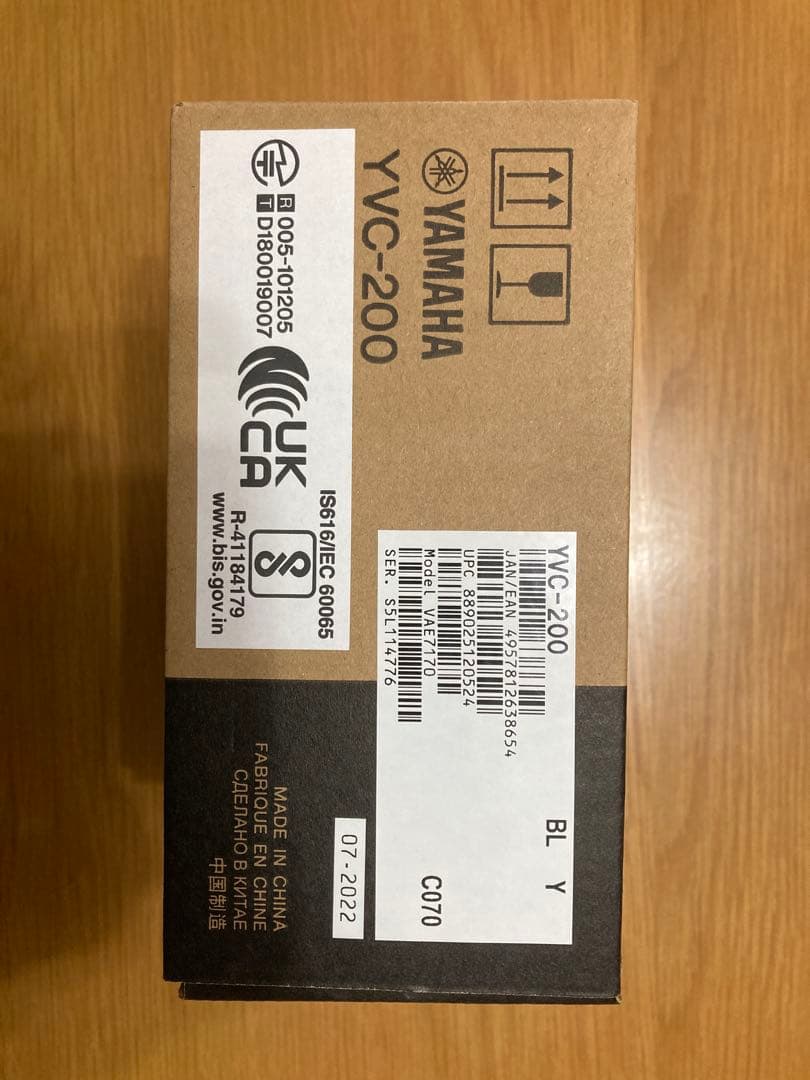 YAMAHA
YVC-200
R 005-101205
T D180019007
UK
CA
IS616/IEC 60065
R-41184179
www.bis.gov.in
YVC-200 BL Y
JAN/EAN 4957812638654
UPC 889025120524
Model VAE7170
SER. S5L114776
C070
07-2022
MADE IN CHINA
FABRIQUE EN CHINE
СДЕЛАНО В КИТАЕ
中国制造